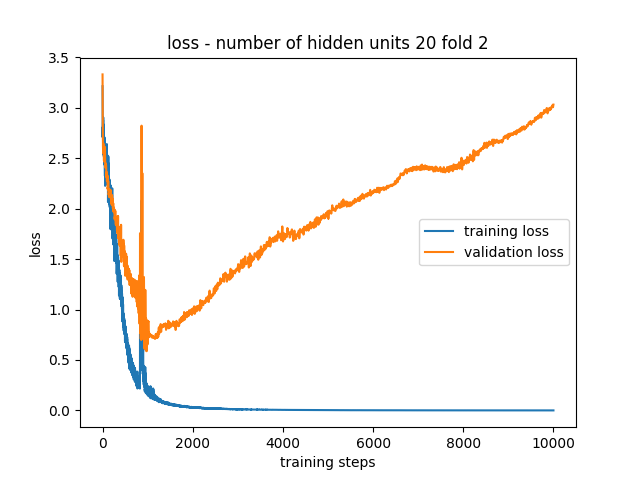 loss - number of hidden units 20 fold 2
3.5
3.0
2.5
2.0
1.5
1.0
0.5
0.0
loss
training loss
validation loss
0 2000 4000 6000 8000 10000
training steps